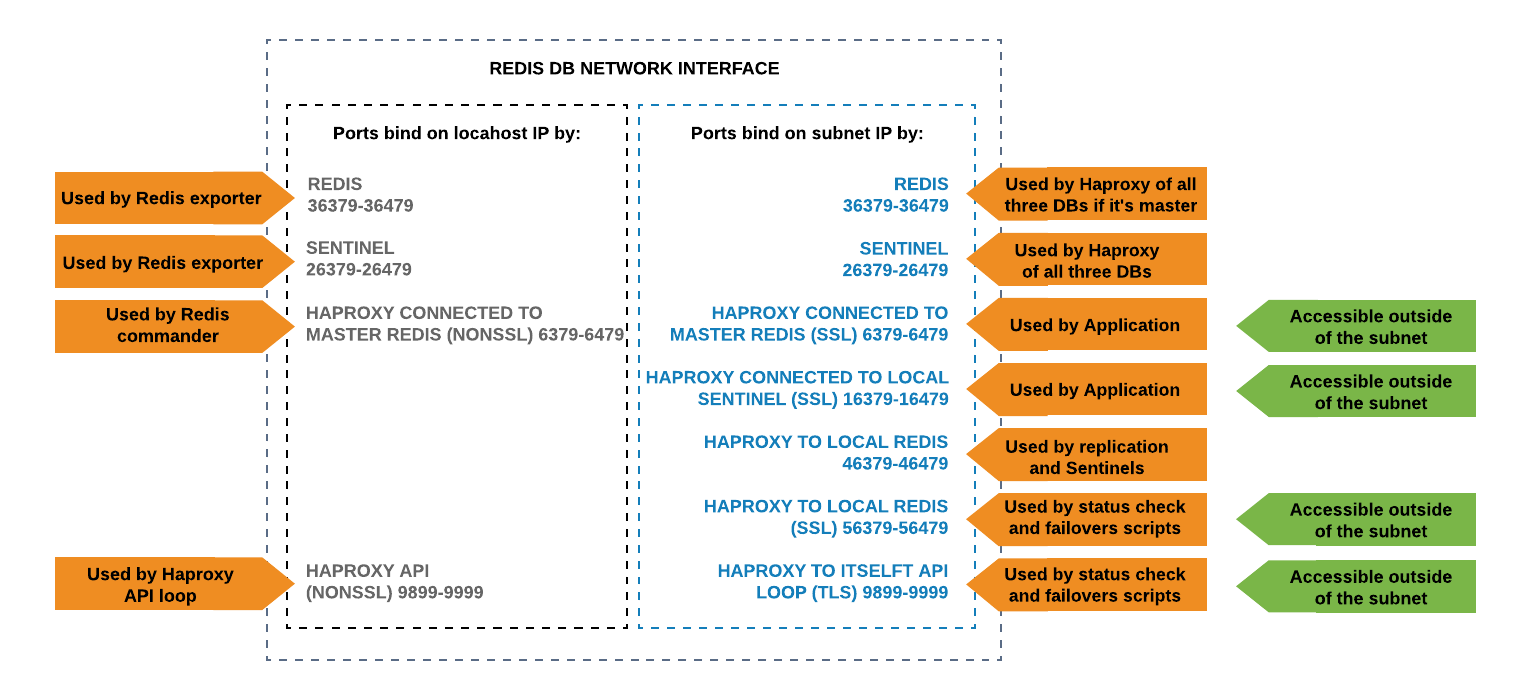 REDIS DB NETWORK INTERFACE
Ports bind on locahost IP by:
Ports bind on subnet IP by:
Used by Redis exporter
REDIS
36379-36479
REDIS
36379-36479
Used by Haproxy of all
three DBs if it's master
Used by Redis exporter
SENTINEL
26379-26479
SENTINEL
26379-26479
Used by Haproxy
of all three DBs
Used by Redis
commander
HAPROXY CONNECTED TO
MASTER REDIS (NONSSL) 6379-6479
HAPROXY CONNECTED TO
MASTER REDIS (SSL) 6379-6479
Used by Application
Accessible outside
of the subnet
HAPROXY CONNECTED TO LOCAL
SENTINEL (SSL) 16379-16479
Used by Application
Accessible outside
of the subnet
HAPROXY TO LOCAL REDIS
46379-46479
Used by replication
and Sentinels
HAPROXY TO LOCAL REDIS
(SSL) 56379-56479
Used by status check
and failovers scripts
Accessible outside
of the subnet
Used by Haproxy
API loop
HAPROXY API
(NONSSL) 9899-9999
HAPROXY TO ITSELFT API
LOOP (TLS) 9899-9999
Used by status check
and failovers scripts
Accessible outside
of the subnet